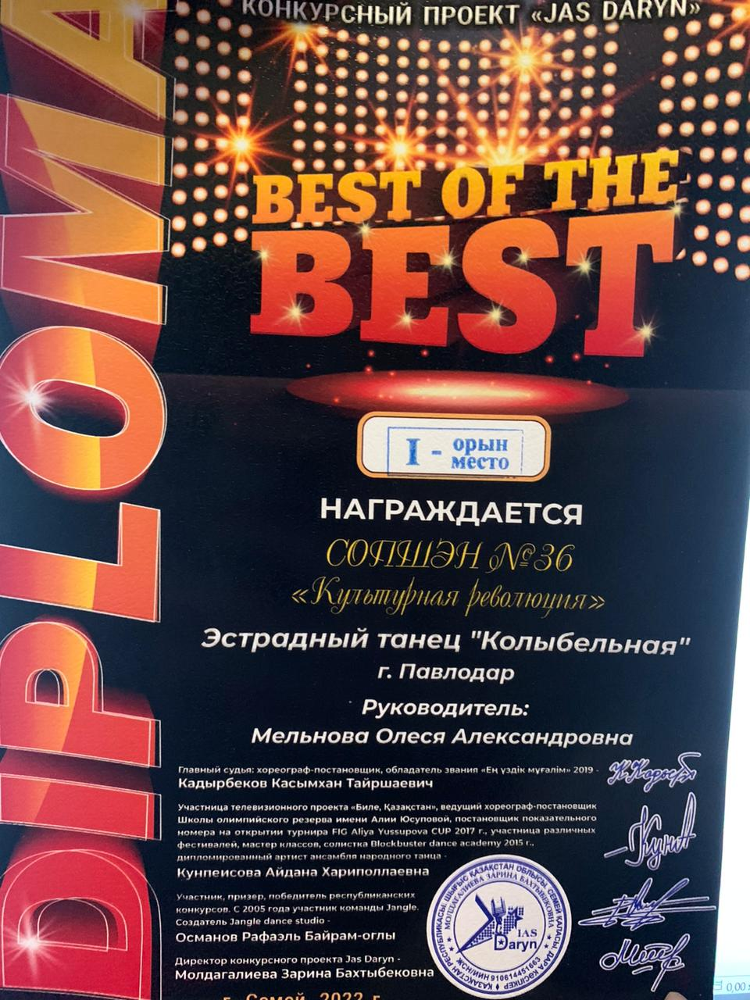 КОНКУРСНЫЙ ПРОЕКТ «JAS DARYN»
DIPLOMA
BEST OF THE
BEST
I - орын
место
НАГРАЖДАЕТСЯ
СОПШЭН №36
«Культурная революция»
Эстрадный танец "Колыбельная"
г. Павлодар
Руководитель:
Мельнова Олеся Александровна
Главный судья: хореограф-постановщик, обладатель звания «Ең үздік мұғалім» 2019 -
Кадырбеков Касымхан Тайршаевич
Участница телевизионного проекта «Биле, Қазақстан», ведущий хореограф-постановщик
Школы олимпийского резерва имени Алии Юсуповой, постановщик показательного
номера на открытии турнира FIG Aliya Yussupova CUP 2017 г., участница различных
фестивалей, мастер классов, солистка Blockbuster dance academy 2015 г.,
дипломированный артист ансамбля народного танца -
Кунпеисова Айдана Хариполлаевна
Участник, призер, победитель республиканских
конкурсов. С 2005 года участник команды Jangle.
Создатель Jangle dance studio -
Османов Рафаэль Байрам-оглы
Директор конкурсного проекта Jas Daryn -
Молдагалиева Зарина Бахтыбековна
ҚАЗАҚСТАН РЕСПУБЛИКАСЫ, ШЫҒЫС ҚАЗАҚСТАН ОБЛЫСЫ, СЕМЕЙ ҚАЛАСЫ, ДАРА КӘСІПКЕР
МОЛДАГАЛИЕВА ЗАРИНА БАХТЫБЕКОВНА
JAS
Daryn
ЖСН/ИИН 910614451663
г. Семей, 2022 г.
0,00